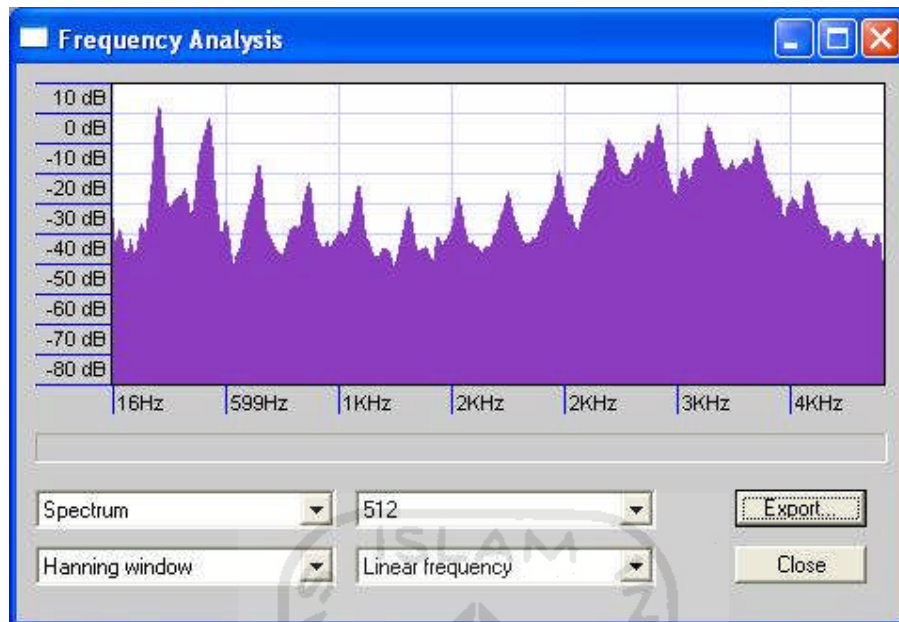 Frequency Analysis
10 dB
0 dB
-10 dB
-20 dB
-30 dB
-40 dB
-50 dB
-60 dB
-70 dB
-80 dB
16Hz 599Hz 1KHz 2KHz 2KHz 3KHz 4KHz
Spectrum 512 Export...
Hanning window Linear frequency Close
ISLAM